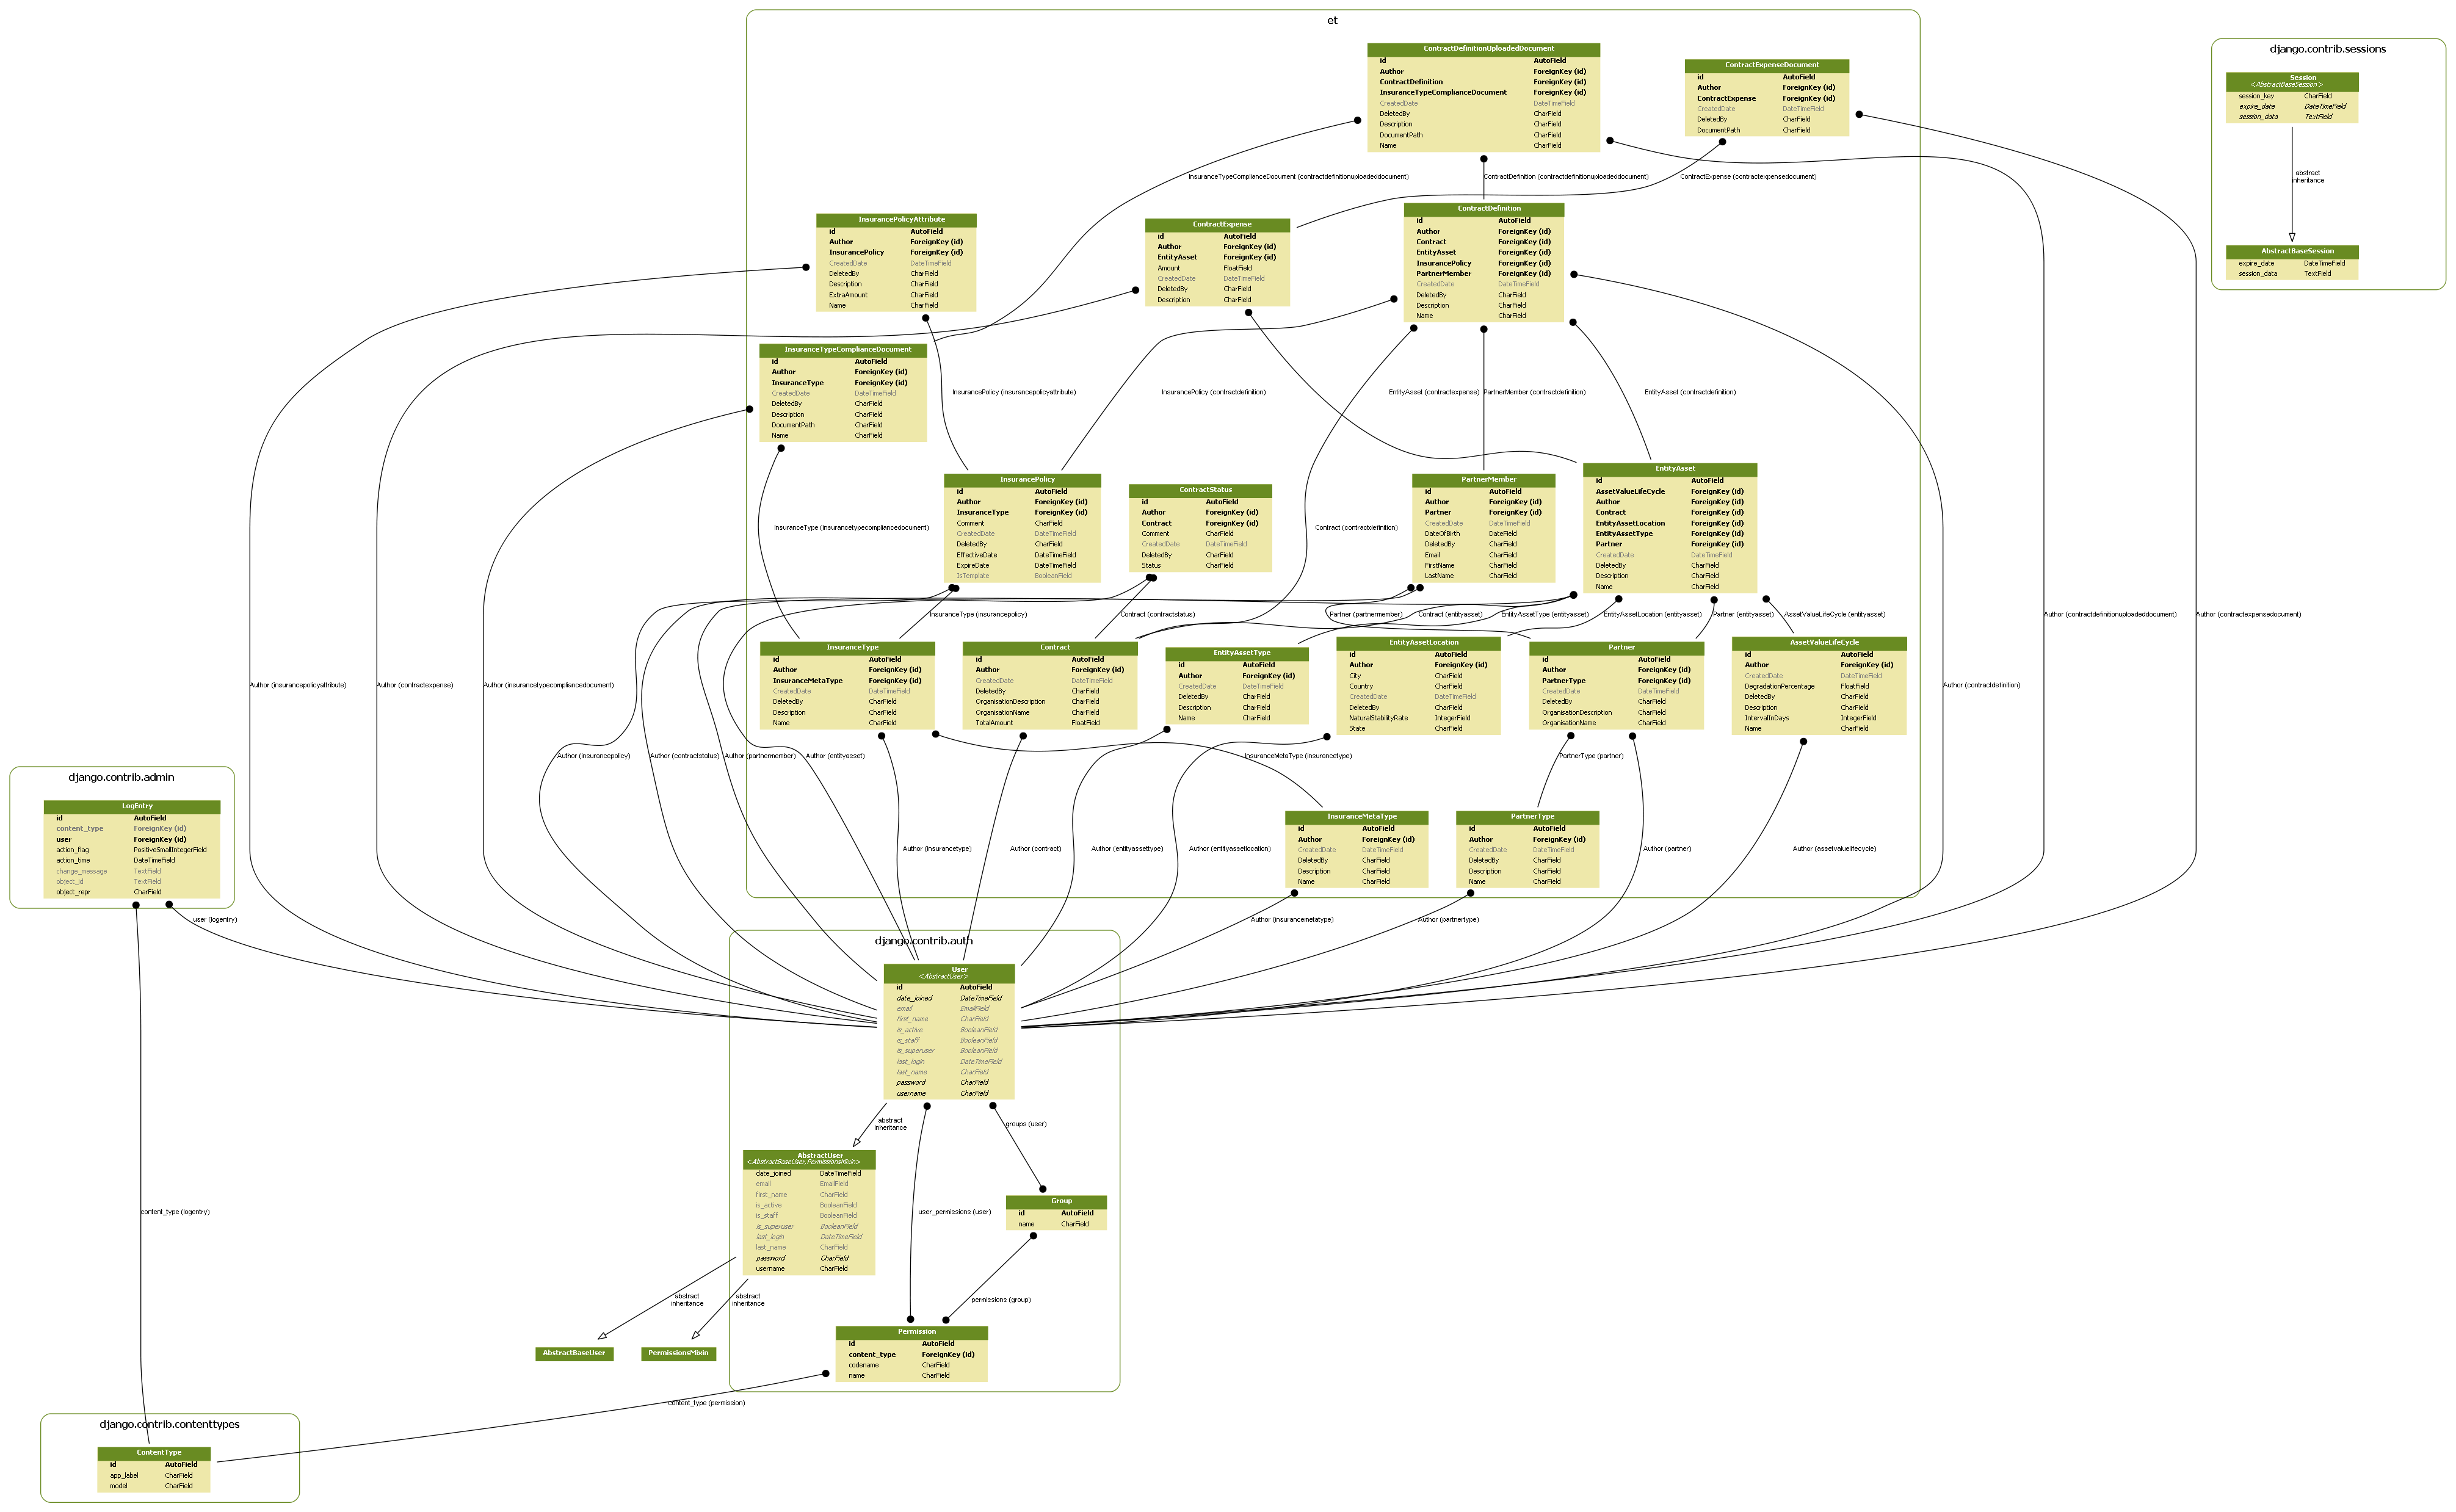 et
ContractDefinitionUploadedDocument
id AutoField
Author ForeignKey (id)
ContractDefinition ForeignKey (id)
InsuranceTypeComplianceDocument ForeignKey (id)
CreatedDate DateTimeField
DeletedBy CharField
Description CharField
DocumentPath CharField
Name CharField
ContractExpenseDocument
id AutoField
Author ForeignKey (id)
ContractExpense ForeignKey (id)
CreatedDate DateTimeField
DeletedBy CharField
DocumentPath CharField
django.contrib.sessions
Session
<AbstractBaseSession>
session_key CharField
expire_date DateTimeField
session_data TextField
abstract
inheritance
AbstractBaseSession
expire_date DateTimeField
session_data TextField
InsuranceTypeComplianceDocument (contractdefinitionuploadeddocument)
ContractDefinition (contractdefinitionuploadeddocument)
ContractExpense (contractexpensedocument)
InsurancePolicyAttribute
id AutoField
Author ForeignKey (id)
InsurancePolicy ForeignKey (id)
CreatedDate DateTimeField
DeletedBy CharField
Description CharField
ExtraAmount CharField
Name CharField
ContractExpense
id AutoField
Author ForeignKey (id)
EntityAsset ForeignKey (id)
Amount FloatField
CreatedDate DateTimeField
DeletedBy CharField
Description CharField
ContractDefinition
id AutoField
Author ForeignKey (id)
Contract ForeignKey (id)
EntityAsset ForeignKey (id)
InsurancePolicy ForeignKey (id)
PartnerMember ForeignKey (id)
CreatedDate DateTimeField
DeletedBy CharField
Description CharField
Name CharField
InsuranceTypeComplianceDocument
id AutoField
Author ForeignKey (id)
InsuranceType ForeignKey (id)
CreatedDate DateTimeField
DeletedBy CharField
Description CharField
DocumentPath CharField
Name CharField
InsurancePolicy (insurancepolicyattribute)
InsurancePolicy (contractdefinition)
EntityAsset (contractexpense)
PartnerMember (contractdefinition)
EntityAsset (contractdefinition)
InsurancePolicy
id AutoField
Author ForeignKey (id)
InsuranceType ForeignKey (id)
Comment CharField
CreatedDate DateTimeField
DeletedBy CharField
EffectiveDate DateTimeField
ExpireDate DateTimeField
IsTemplate BooleanField
ContractStatus
id AutoField
Author ForeignKey (id)
Contract ForeignKey (id)
Comment CharField
CreatedDate DateTimeField
DeletedBy CharField
Status CharField
PartnerMember
id AutoField
Author ForeignKey (id)
Partner ForeignKey (id)
CreatedDate DateTimeField
DateOfBirth DateField
DeletedBy CharField
Email CharField
FirstName CharField
LastName CharField
EntityAsset
id AutoField
AssetValueLifeCycle ForeignKey (id)
Author ForeignKey (id)
Contract ForeignKey (id)
EntityAssetLocation ForeignKey (id)
EntityAssetType ForeignKey (id)
Partner ForeignKey (id)
CreatedDate DateTimeField
DeletedBy CharField
Description CharField
Name CharField
InsuranceType (insurancetypecompliancedocument)
Contract (contractdefinition)
InsuranceType (insurancepolicy)
Contract (contractstatus)
Partner (partnermember)
Contract (entityasset)
EntityAssetType (entityasset)
EntityAssetLocation (entityasset)
Partner (entityasset)
AssetValueLifeCycle (entityasset)
Author (contractdefinitionuploadeddocument)
Author (contractexpensedocument)
InsuranceType
id AutoField
Author ForeignKey (id)
InsuranceMetaType ForeignKey (id)
CreatedDate DateTimeField
DeletedBy CharField
Description CharField
Name CharField
Contract
id AutoField
Author ForeignKey (id)
CreatedDate DateTimeField
DeletedBy CharField
OrganisationDescription CharField
OrganisationName CharField
TotalAmount FloatField
EntityAssetType
id AutoField
Author ForeignKey (id)
CreatedDate DateTimeField
DeletedBy CharField
Description CharField
Name CharField
EntityAssetLocation
id AutoField
Author ForeignKey (id)
City CharField
Country CharField
CreatedDate DateTimeField
DeletedBy CharField
NaturalStabilityRate IntegerField
State CharField
Partner
id AutoField
Author ForeignKey (id)
PartnerType ForeignKey (id)
CreatedDate DateTimeField
DeletedBy CharField
OrganisationDescription CharField
OrganisationName CharField
AssetValueLifeCycle
id AutoField
Author ForeignKey (id)
CreatedDate DateTimeField
DegradationPercentage FloatField
DeletedBy CharField
Description CharField
IntervalInDays IntegerField
Name CharField
Author (insurancepolicyattribute)
Author (contractexpense)
Author (insurancetypecompliancedocument)
Author (contractdefinition)
Author (insurancepolicy)
Author (contractstatus)
Author (partnermember)
Author (entityasset)
InsuranceMetaType (insurancetype)
PartnerType (partner)
django.contrib.admin
LogEntry
id AutoField
content_type ForeignKey (id)
user ForeignKey (id)
action_flag PositiveSmallIntegerField
action_time DateTimeField
change_message TextField
object_id TextField
object_repr CharField
InsuranceMetaType
id AutoField
Author ForeignKey (id)
CreatedDate DateTimeField
DeletedBy CharField
Description CharField
Name CharField
PartnerType
id AutoField
Author ForeignKey (id)
CreatedDate DateTimeField
DeletedBy CharField
Description CharField
Name CharField
Author (insurancetype)
Author (contract)
Author (entityassettype)
Author (entityassetlocation)
Author (partner)
Author (assetvaluelifecycle)
user (logentry)
Author (insurancemetatype)
Author (partnertype)
django.contrib.auth
User
<AbstractUser>
id AutoField
date_joined DateTimeField
email EmailField
first_name CharField
is_active BooleanField
is_staff BooleanField
is_superuser BooleanField
last_login DateTimeField
last_name CharField
password CharField
username CharField
abstract
inheritance
groups (user)
AbstractUser
<AbstractBaseUser,PermissionsMixin>
date_joined DateTimeField
email EmailField
first_name CharField
is_active BooleanField
is_staff BooleanField
is_superuser BooleanField
last_login DateTimeField
last_name CharField
password CharField
username CharField
content_type (logentry)
user_permissions (user)
Group
id AutoField
name CharField
abstract
inheritance
abstract
inheritance
permissions (group)
AbstractBaseUser
PermissionsMixin
Permission
id AutoField
content_type ForeignKey (id)
codename CharField
name CharField
content_type (permission)
django.contrib.contenttypes
ContentType
id AutoField
app_label CharField
model CharField